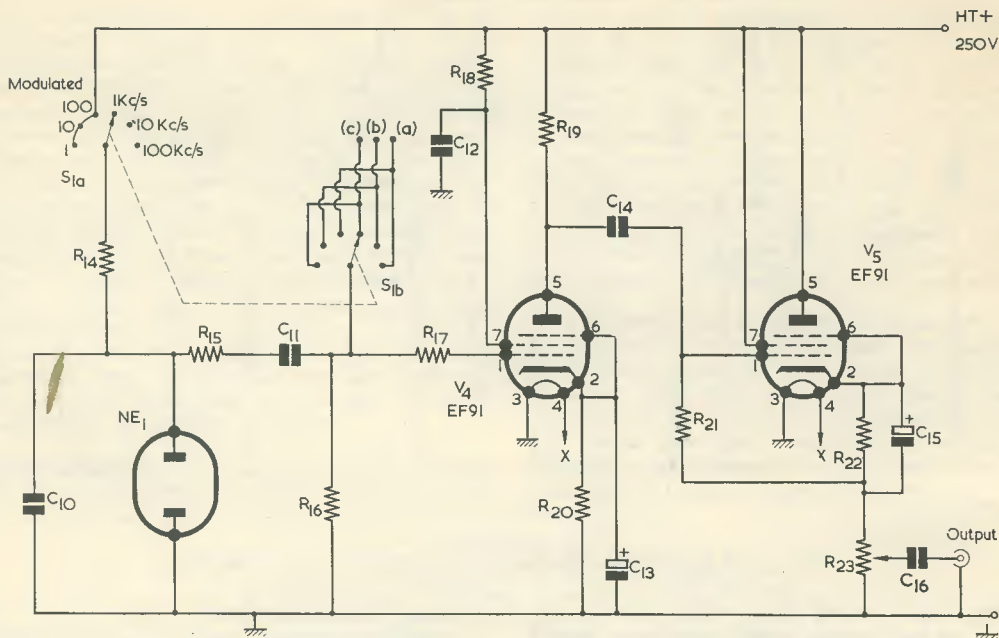 HT+
250V
Modulated
100
10
1
1Kc/s
10Kc/s
100Kc/s
S1a
R14
(c) (b) (a)
S1b
R18
C12
R19
C14
V5
EF91
5
7
1
6
2
3
4
X
R15
C11
R17
5
7
1
6
2
3
4
X
V4
EF91
R21
R22
C15
+
NE1
C10
R16
R20
C13
+
R23
C16
Output